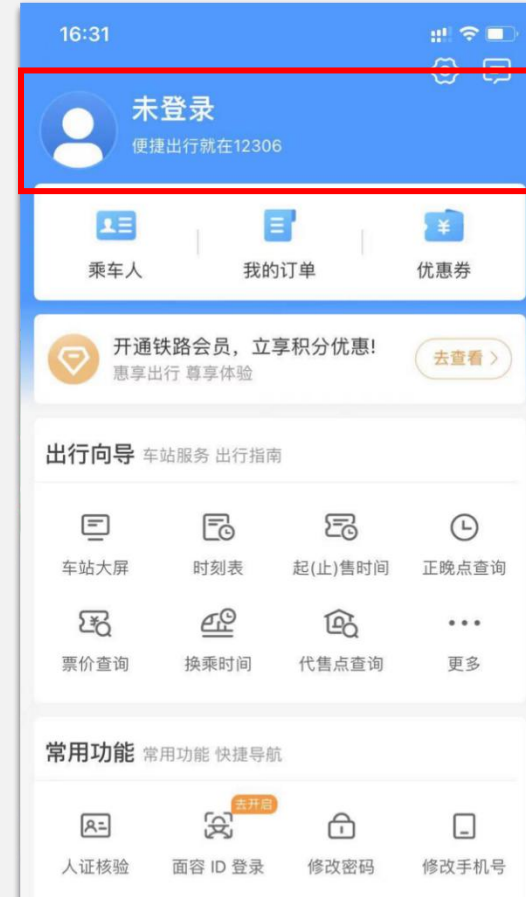 16:31
未登录
便捷出行就在12306
乘车人 我的订单 优惠券
开通铁路会员，立享积分优惠!
惠享出行 尊享体验
去查看 >
出行向导 车站服务 出行指南
车站大屏 时刻表 起(止)售时间 正晚点查询
票价查询 换乘时间 代售点查询 更多
常用功能 常用功能 快捷导航
去开启
人证核验 面容 ID 登录 修改密码 修改手机号